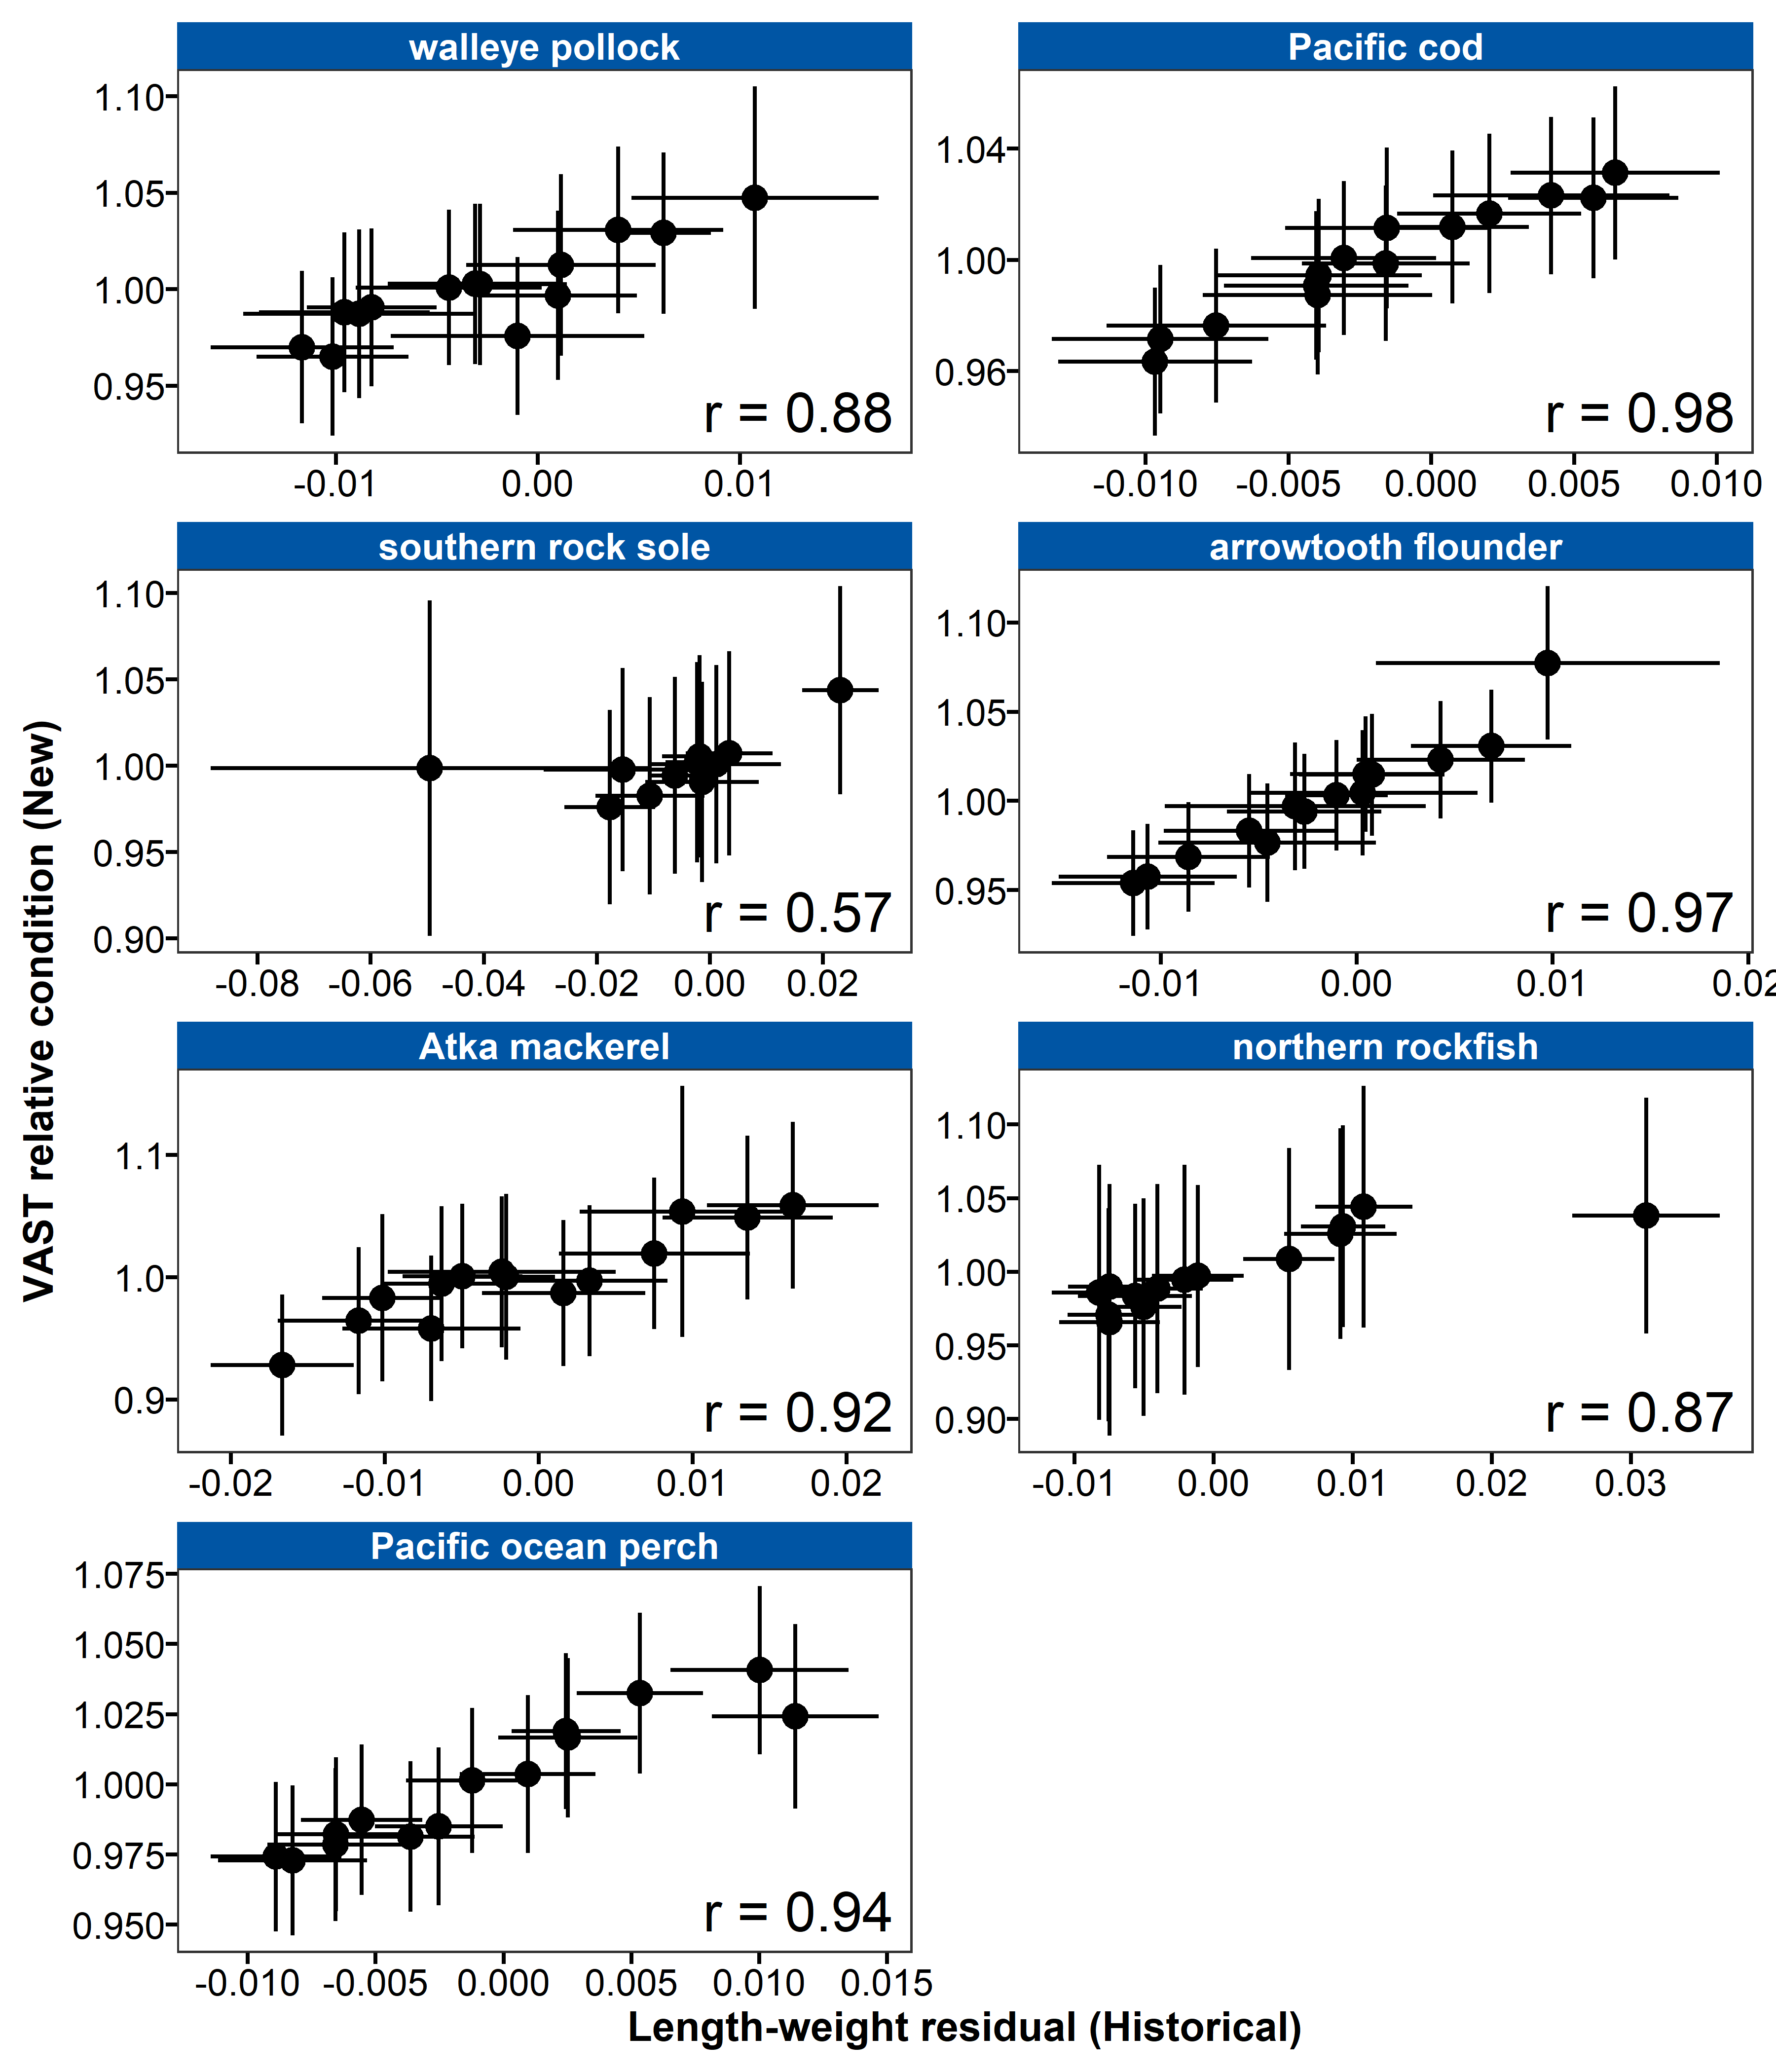 walleye pollock
Pacific cod
1.10
1.05
1.00
0.95
1.04
1.00
0.96
r = 0.88
r = 0.98
-0.01 0.00 0.01
-0.010 -0.005 0.000 0.005 0.010
southern rock sole
arrowtooth flounder
1.10
1.05
1.00
0.95
0.90
1.10
1.05
1.00
0.95
r = 0.57
r = 0.97
-0.08 -0.06 -0.04 -0.02 0.00 0.02
-0.01 0.00 0.01 0.02
Atka mackerel
northern rockfish
1.1
1.0
0.9
1.10
1.05
1.00
0.95
0.90
r = 0.92
r = 0.87
-0.02 -0.01 0.00 0.01 0.02
-0.01 0.00 0.01 0.02 0.03
Pacific ocean perch
1.075
1.050
1.025
1.000
0.975
0.950
r = 0.94
-0.010 -0.005 0.000 0.005 0.010 0.015
VAST relative condition (New)
Length-weight residual (Historical)